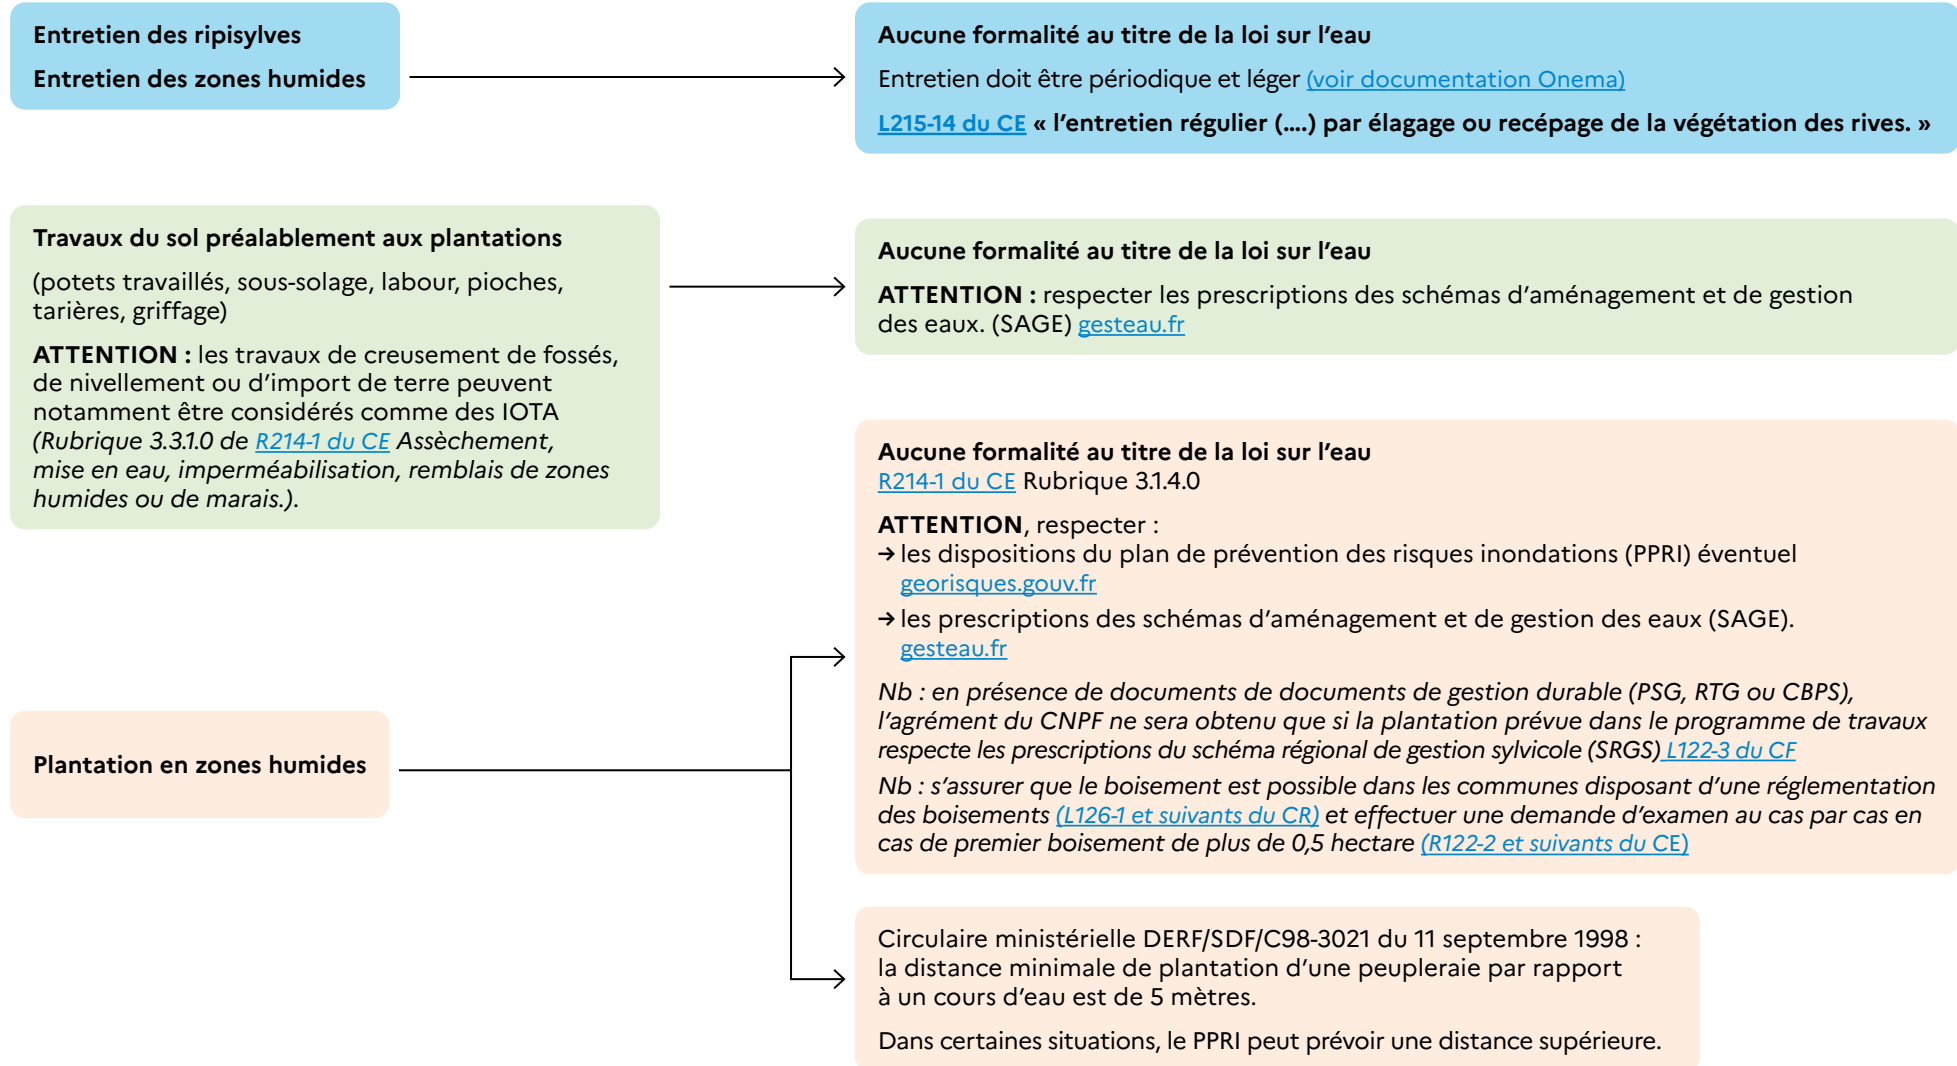 Entretien des ripisylves
Entretien des zones humides
Aucune formalité au titre de la loi sur l'eau
Entretien doit être périodique et léger (voir documentation Onema)
L215-14 du CE « l'entretien régulier (....) par élagage ou recépage de la végétation des rives. »
Travaux du sol préalablement aux plantations
(potets travaillés, sous-solage, labour, pioches,
tarières, griffage)
ATTENTION : les travaux de creusement de fossés,
de nivellement ou d'import de terre peuvent
notamment être considérés comme des IOTA
(Rubrique 3.3.1.0 de R214-1 du CE Assèchement,
mise en eau, imperméabilisation, remblais de zones
humides ou de marais.).
Aucune formalité au titre de la loi sur l'eau
ATTENTION : respecter les prescriptions des schémas d'aménagement et de gestion
des eaux. (SAGE) gesteau.fr
Plantation en zones humides
Aucune formalité au titre de la loi sur l'eau
R214-1 du CE Rubrique 3.1.4.0
ATTENTION, respecter :
→ les dispositions du plan de prévention des risques inondations (PPRI) éventuel
georisques.gouv.fr
→ les prescriptions des schémas d'aménagement et de gestion des eaux (SAGE).
gesteau.fr
Nb : en présence de documents de documents de gestion durable (PSG, RTG ou CBPS),
l'agrément du CNPF ne sera obtenu que si la plantation prévue dans le programme de travaux
respecte les prescriptions du schéma régional de gestion sylvicole (SRGS) L122-3 du CF
Nb : s'assurer que le boisement est possible dans les communes disposant d'une réglementation
des boisements (L126-1 et suivants du CR) et effectuer une demande d'examen au cas par cas en
cas de premier boisement de plus de 0,5 hectare (R122-2 et suivants du CE)
Circulaire ministérielle DERF/SDF/C98-3021 du 11 septembre 1998 :
la distance minimale de plantation d'une peupleraie par rapport
à un cours d'eau est de 5 mètres.
Dans certaines situations, le PPRI peut prévoir une distance supérieure.